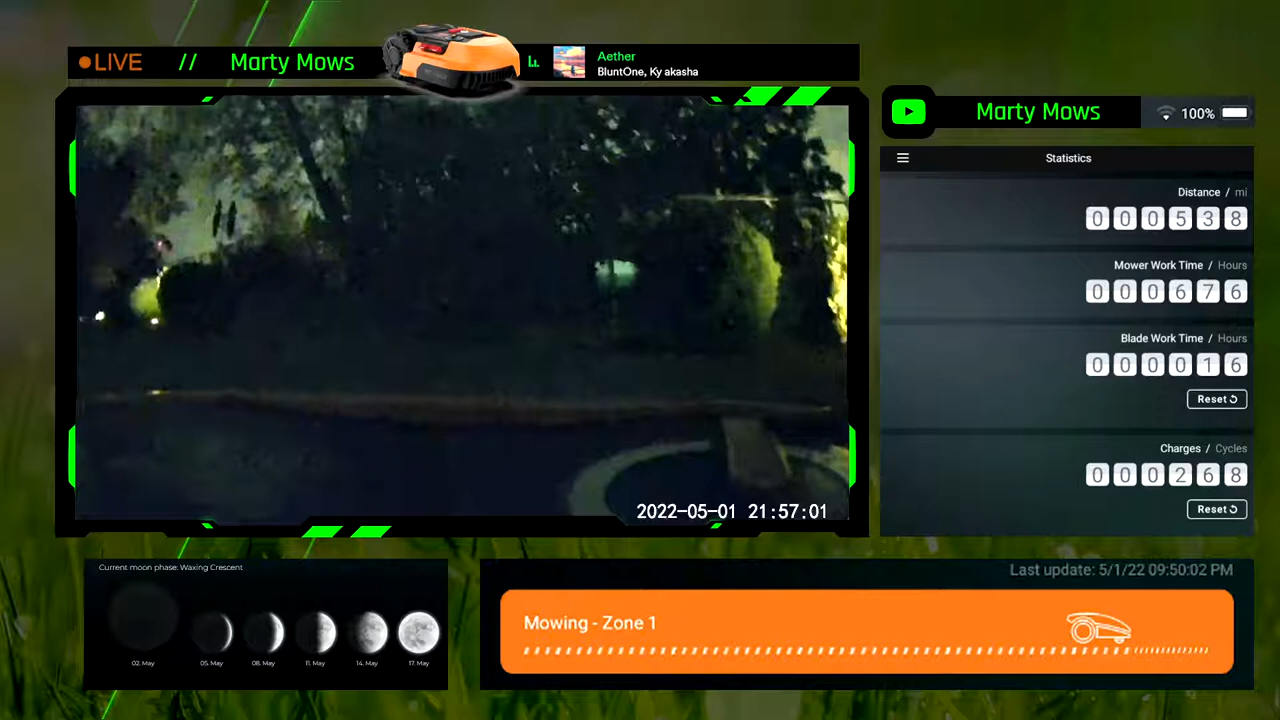 LIVE // Marty Mows
Aether
BluntOne, Ky akasha
Marty Mows
100%
Statistics
Distance / mi
000538
Mower Work Time / Hours
000676
Blade Work Time / Hours
000016
Reset
Charges / Cycles
000268
Reset
2022-05-01 21:57:01
Current moon phase: Waxing Crescent
02. May 05. May 08. May 11. May 14. May 17. May
Last update: 5/1/22 09:50:02 PM
Mowing - Zone 1